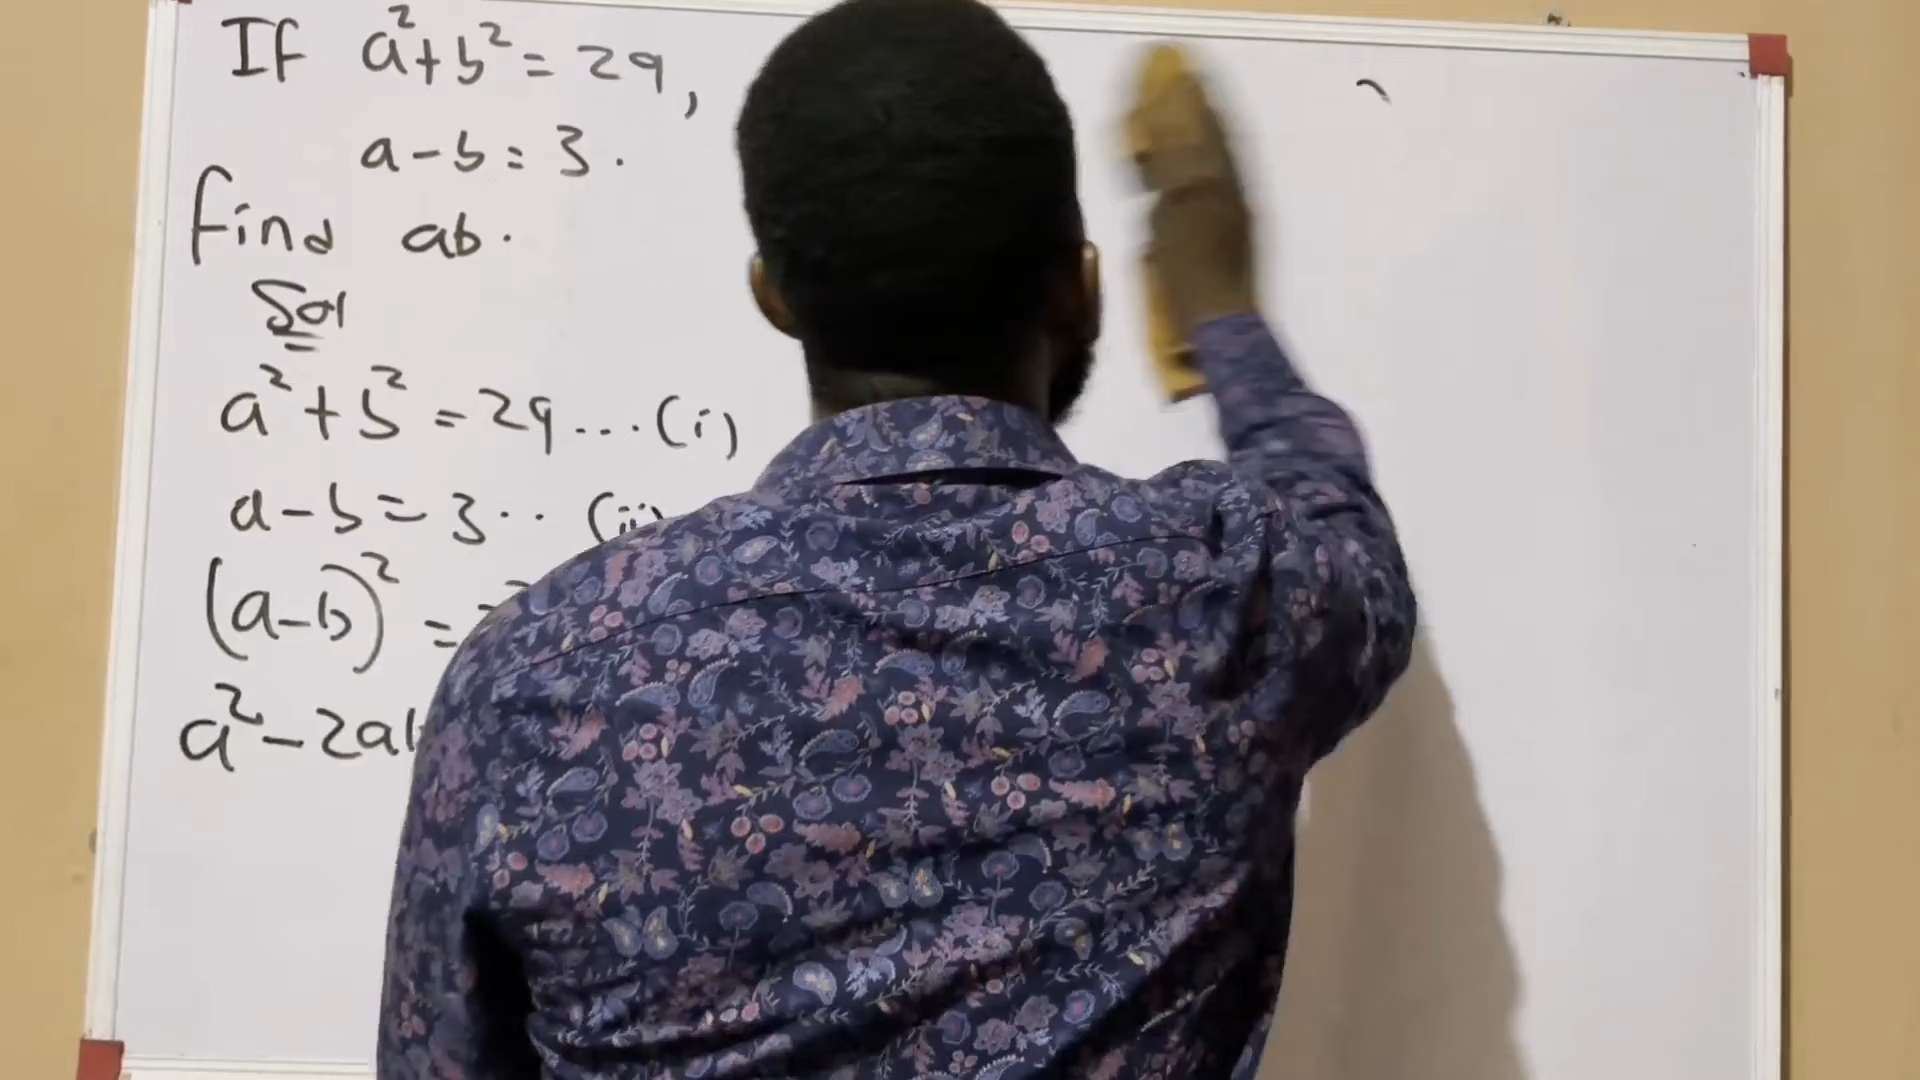 If a²+b² = 29,
a-b = 3.
find ab.
Sol
a²+b² = 29...(i)
a-b = 3.. (ii)
(a-b)² =
a²-2ab